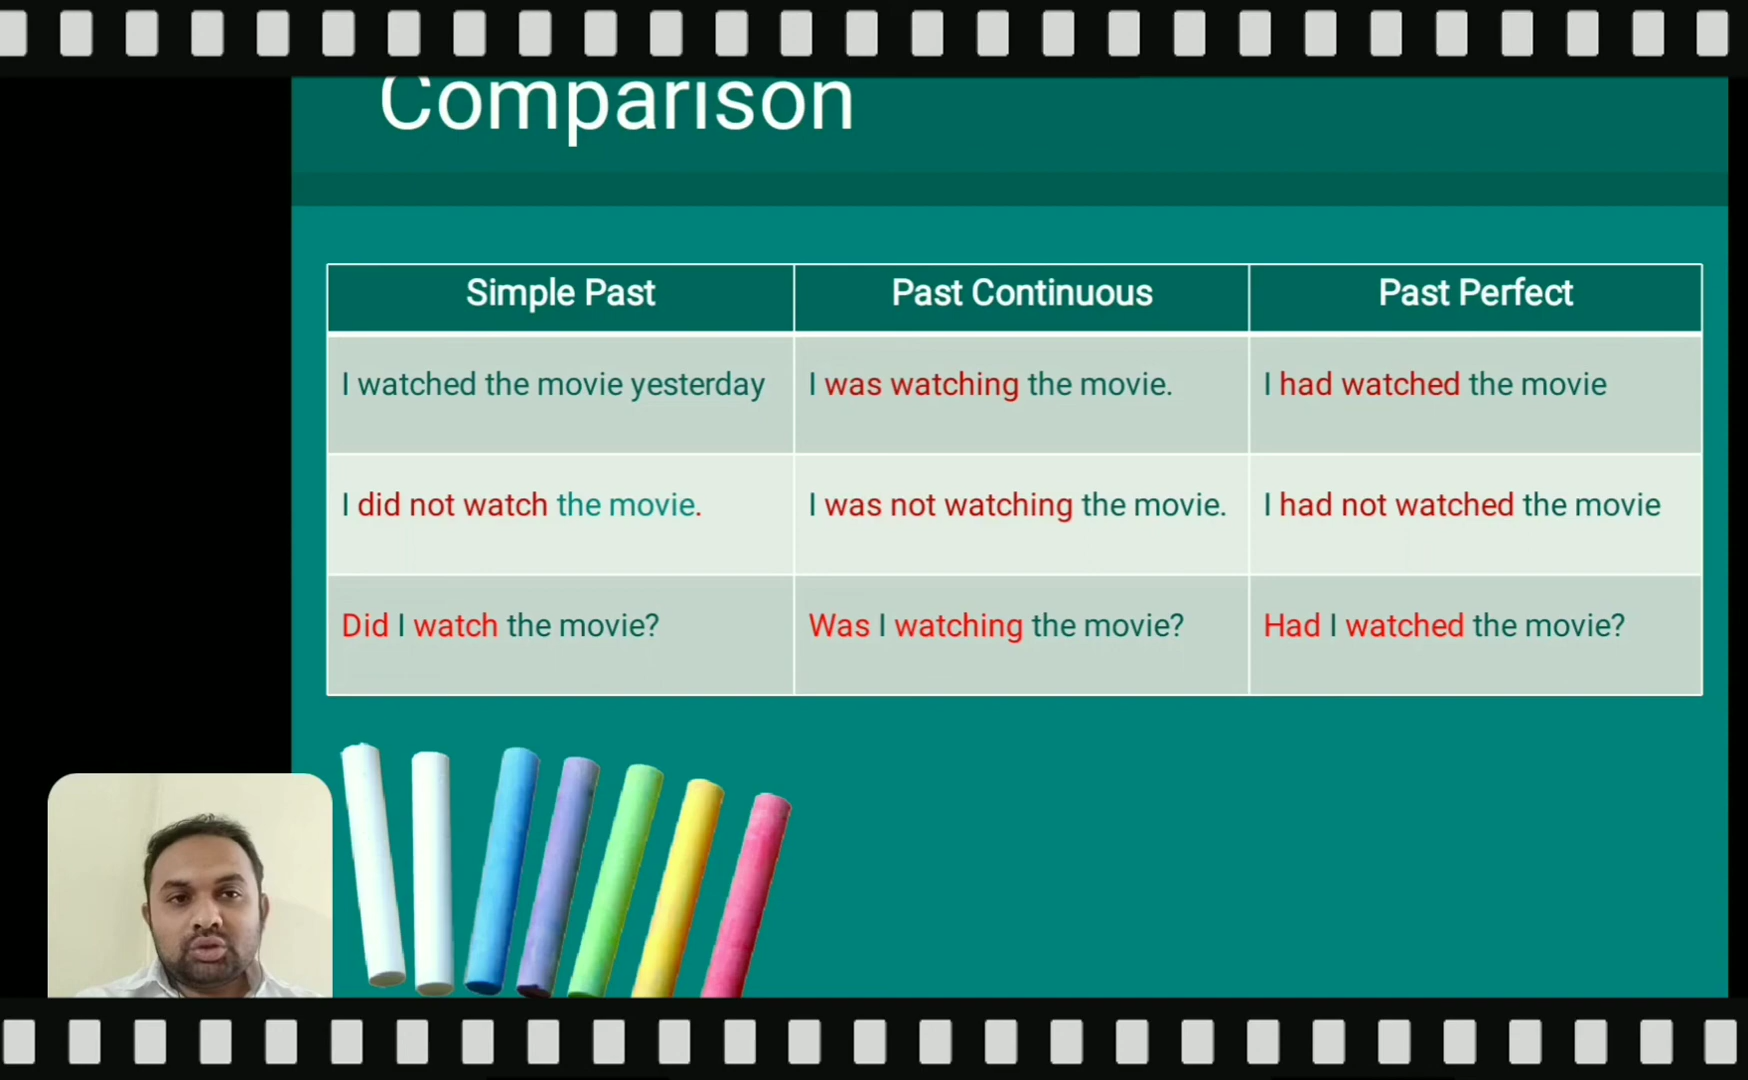 Comparison
Simple Past Past Continuous Past Perfect
I watched the movie yesterday I was watching the movie. I had watched the movie
I did not watch the movie. I was not watching the movie. I had not watched the movie
Did I watch the movie? Was I watching the movie? Had I watched the movie?